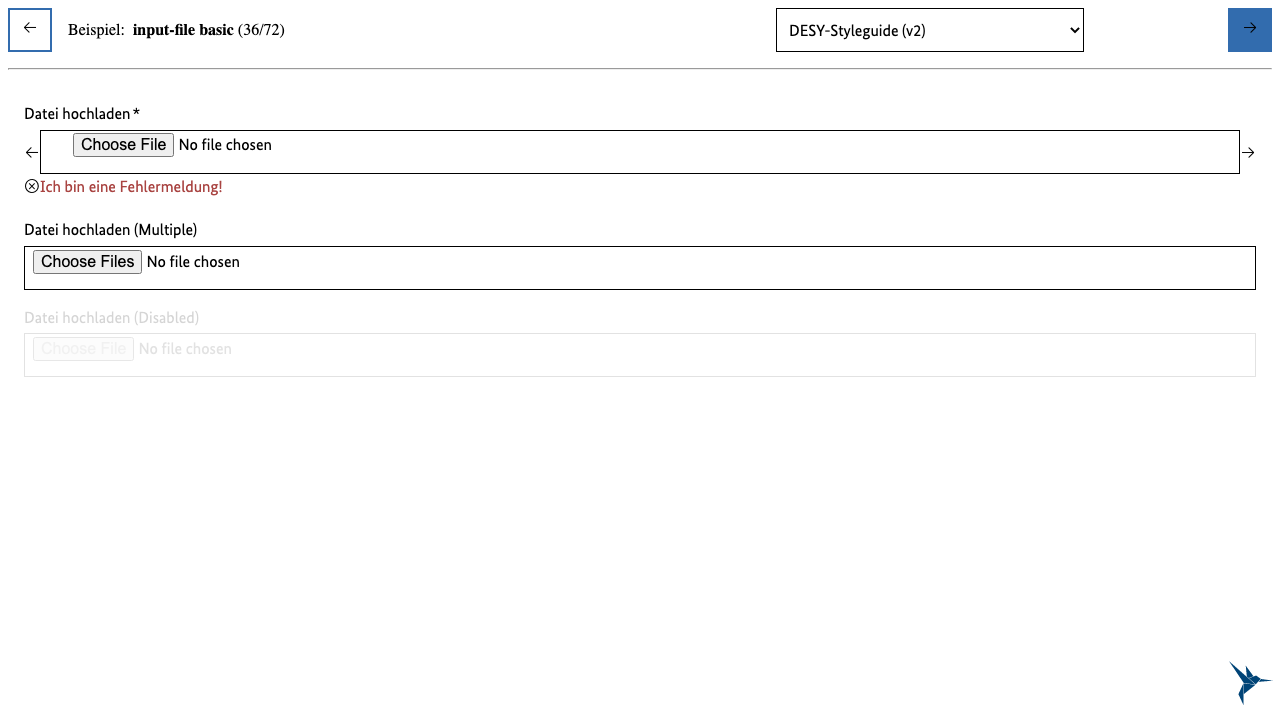 Beispiel: input-file basic (36/72)
DESY-Styleguide (v2)
Datei hochladen *
Choose File No file chosen
Ich bin eine Fehlermeldung!
Datei hochladen (Multiple)
Choose Files No file chosen
Datei hochladen (Disabled)
Choose File No file chosen